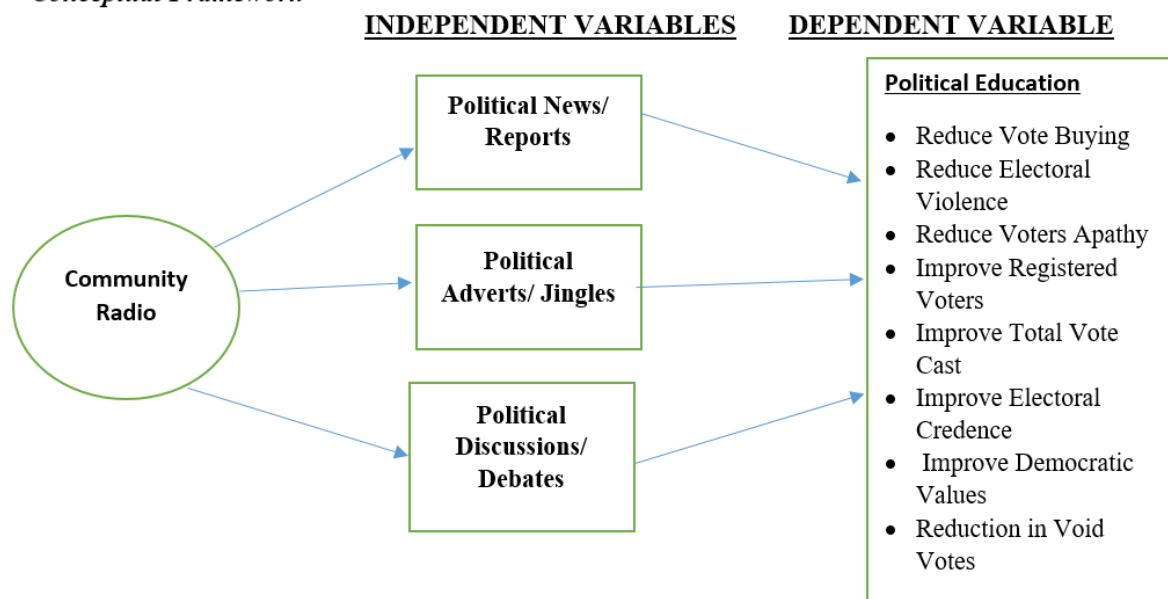 Conceptual Framework
INDEPENDENT VARIABLES
DEPENDENT VARIABLE
Community
Radio
Political News/
Reports
Political
Adverts/ Jingles
Political
Discussions/
Debates
Political Education
• Reduce Vote Buying
• Reduce Electoral
Violence
• Reduce Voters Apathy
• Improve Registered
Voters
• Improve Total Vote
Cast
• Improve Electoral
Credence
• Improve Democratic
Values
• Reduction in Void
Votes